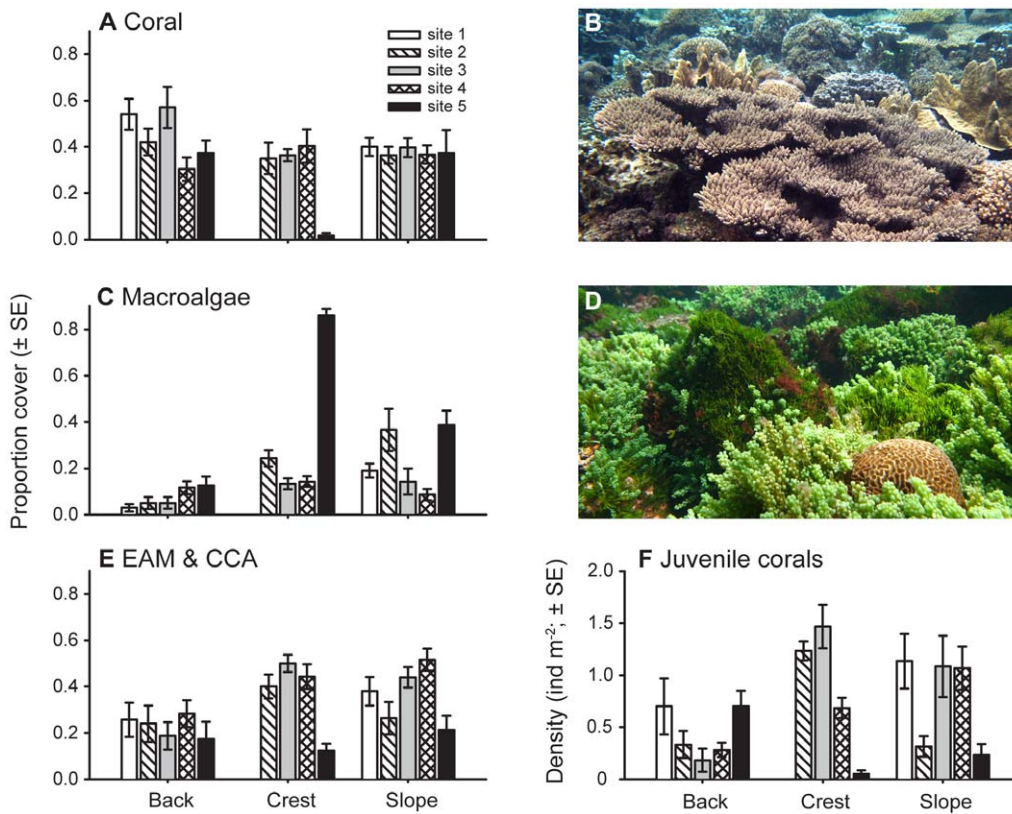 A Coral
site 1
site 2
site 3
site 4
site 5
0.8
0.6
0.4
0.2
0.0
B
C Macroalgae
0.8
0.6
0.4
0.2
0.0
Proportion cover (± SE)
D
E EAM & CCA
0.8
0.6
0.4
0.2
0.0
Back Crest Slope
F Juvenile corals
2.0
1.5
1.0
0.5
0
Density (ind m⁻²; ± SE)
Back Crest Slope